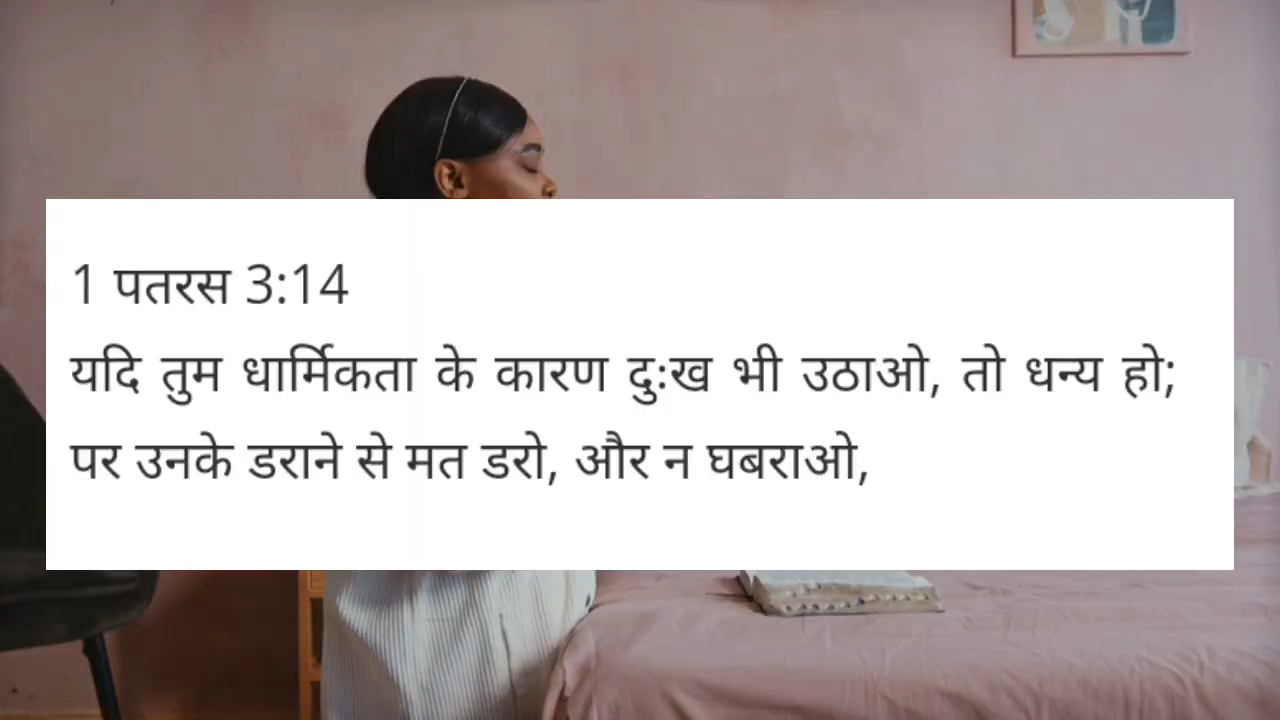 1 पतरस 3:14
यदि तुम धार्मिकता के कारण दुःख भी उठाओ, तो धन्य हो;
पर उनके डराने से मत डरो, और न घबराओ,